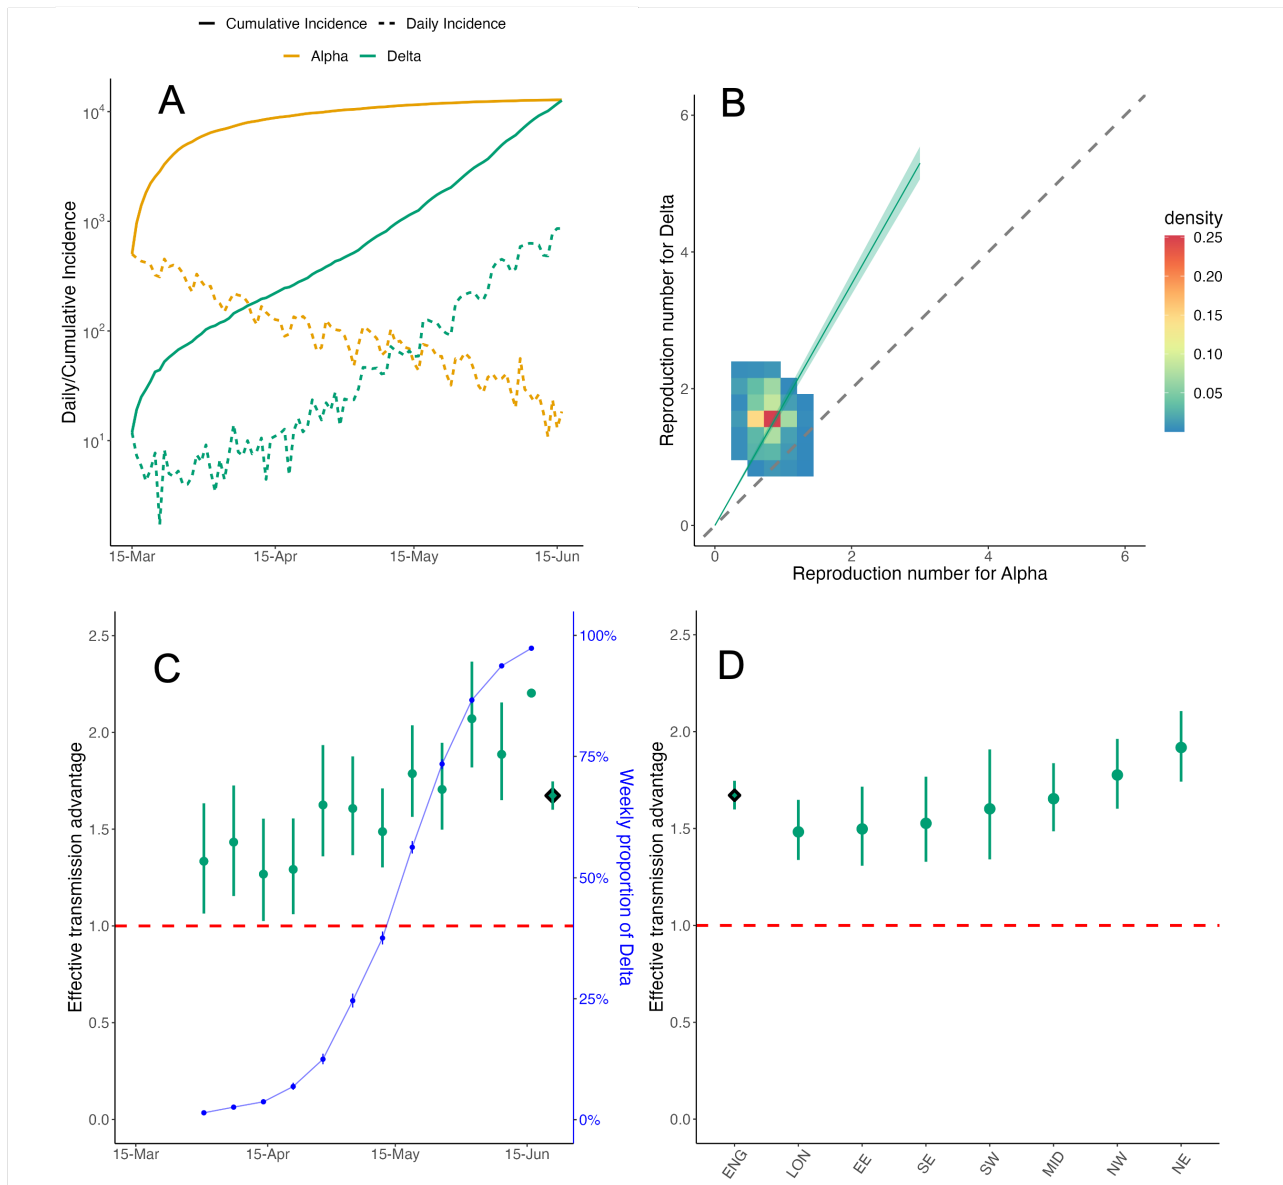 Cumulative Incidence Daily Incidence
Alpha Delta
A
Daily/Cumulative Incidence
10^4
10^3
10^2
10^1
15-Mar 15-Apr 15-May 15-Jun
B
Reproduction number for Delta
6
4
2
0
0 2 4 6
Reproduction number for Alpha
density
0.25
0.20
0.15
0.10
0.05
C
Effective transmission advantage
2.5
2.0
1.5
1.0
0.5
0.0
15-Mar 15-Apr 15-May 15-Jun
100%
75%
50%
25%
0%
Weekly proportion of Delta
D
Effective transmission advantage
2.5
2.0
1.5
1.0
0.5
0.0
ENG LON EE SE SW MID NW NE